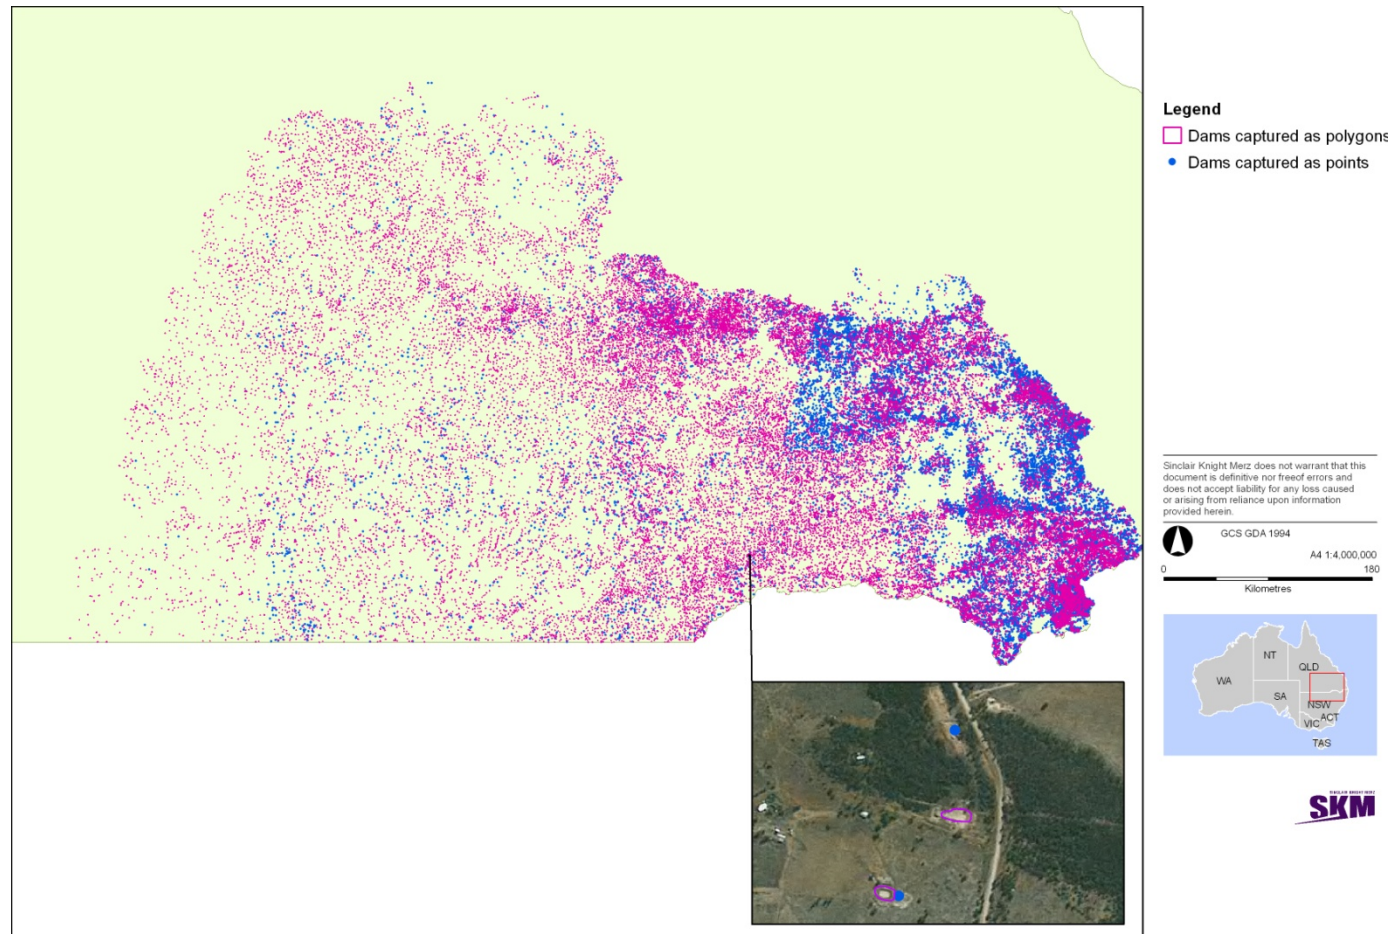 Legend
Dams captured as polygons
Dams captured as points
Sinclair Knight Merz does not warrant that this
document is definitive nor freeof errors and
does not accept liability for any loss caused
or arising from reliance upon information
provided herein.
GCS GDA 1994
A4 1:4,000,000
0 180
Kilometres
NT
QLD
WA
SA
NSW
VIC ACT
TAS
SINCLAIR KNIGHT MERZ
SKM